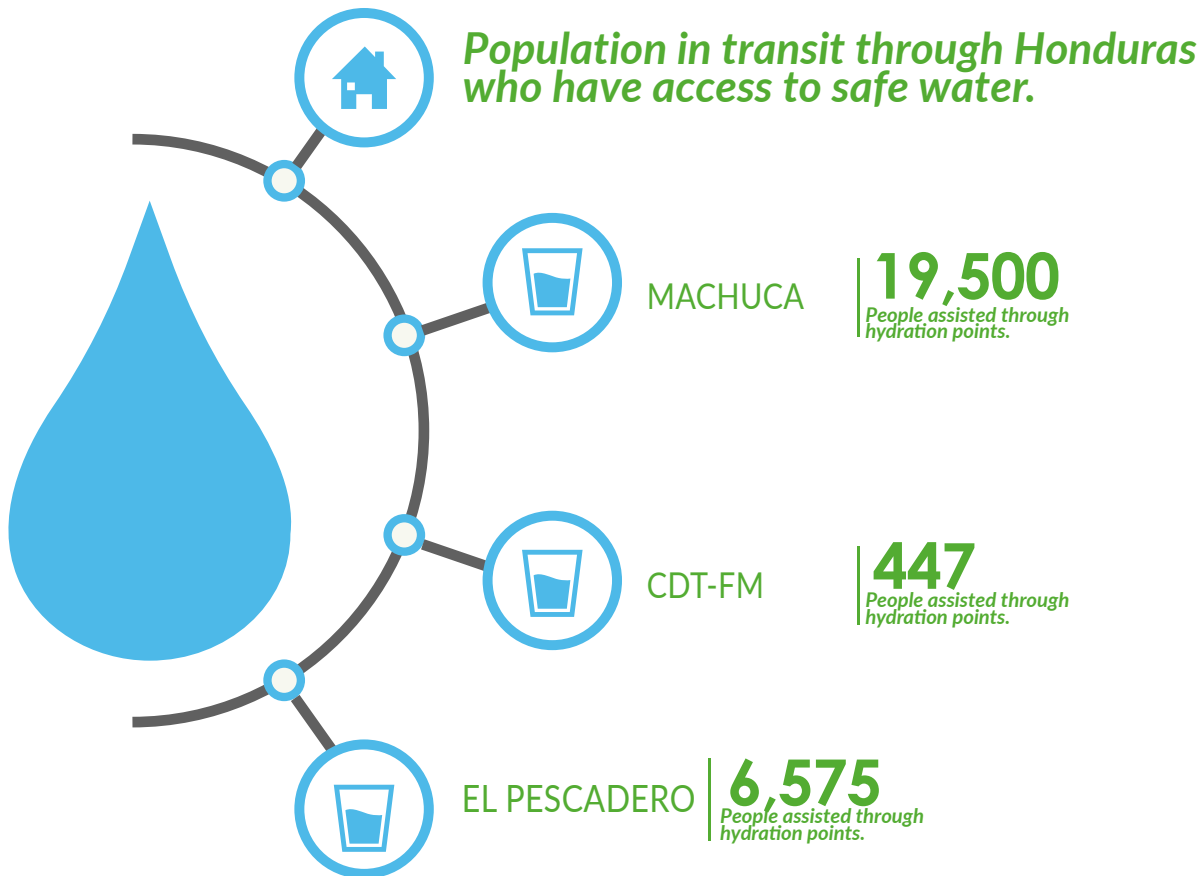 Population in transit through Honduras
who have access to safe water.
MACHUCA
19,500
People assisted through
hydration points.
CDT-FM
447
People assisted through
hydration points.
EL PESCADERO
6,575
People assisted through
hydration points.